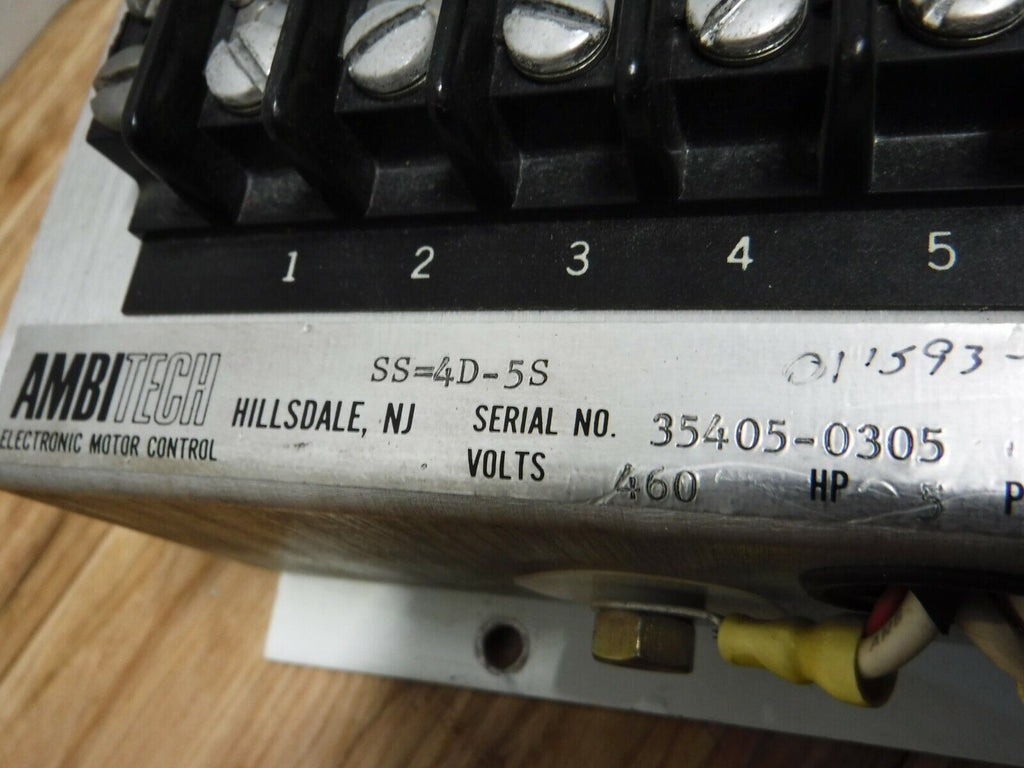 1 2 3 4 5
AMBITECH
ELECTRONIC MOTOR CONTROL
HILLSDALE, NJ
SS=4D-5S
SERIAL NO. 35405-0305
VOLTS 460 HP